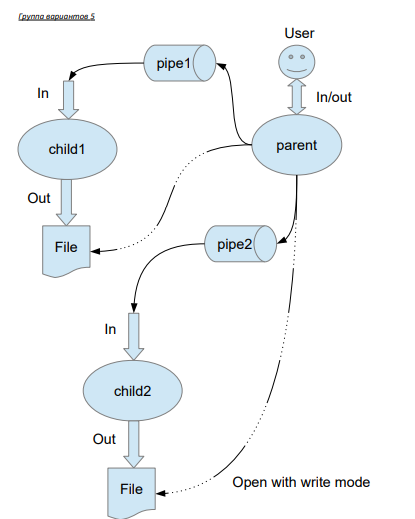 Группа вариантов 5
User
pipe1
In
In/out
child1
parent
Out
File
pipe2
In
child2
Out
File
Open with write mode